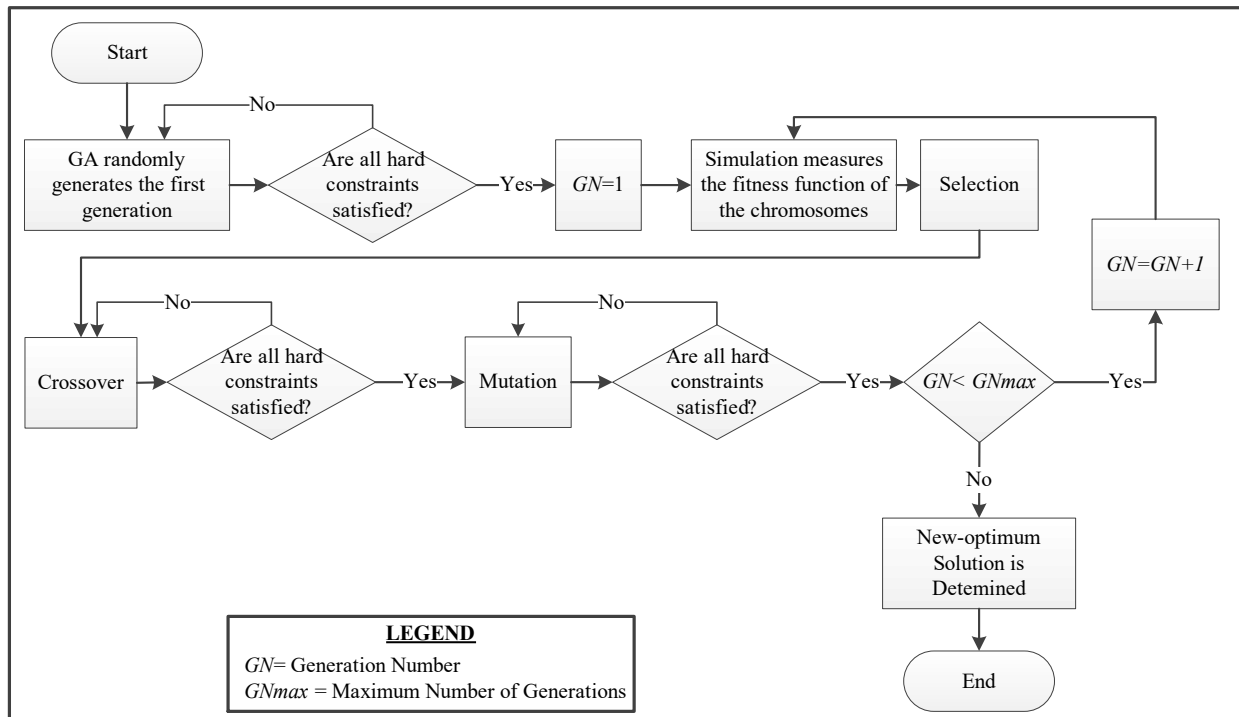 Start
No
GA randomly
generates the first
generation
Are all hard
constraints
satisfied?
Yes
GN=1
Simulation measures
the fitness function of
the chromosomes
Selection
GN=GN+1
No
Crossover
Are all hard
constraints
satisfied?
Yes
No
Mutation
Are all hard
constraints
satisfied?
Yes
GN< GNmax
Yes
No
New-optimum
Solution is
Detemined
End
LEGEND
GN= Generation Number
GNmax = Maximum Number of Generations